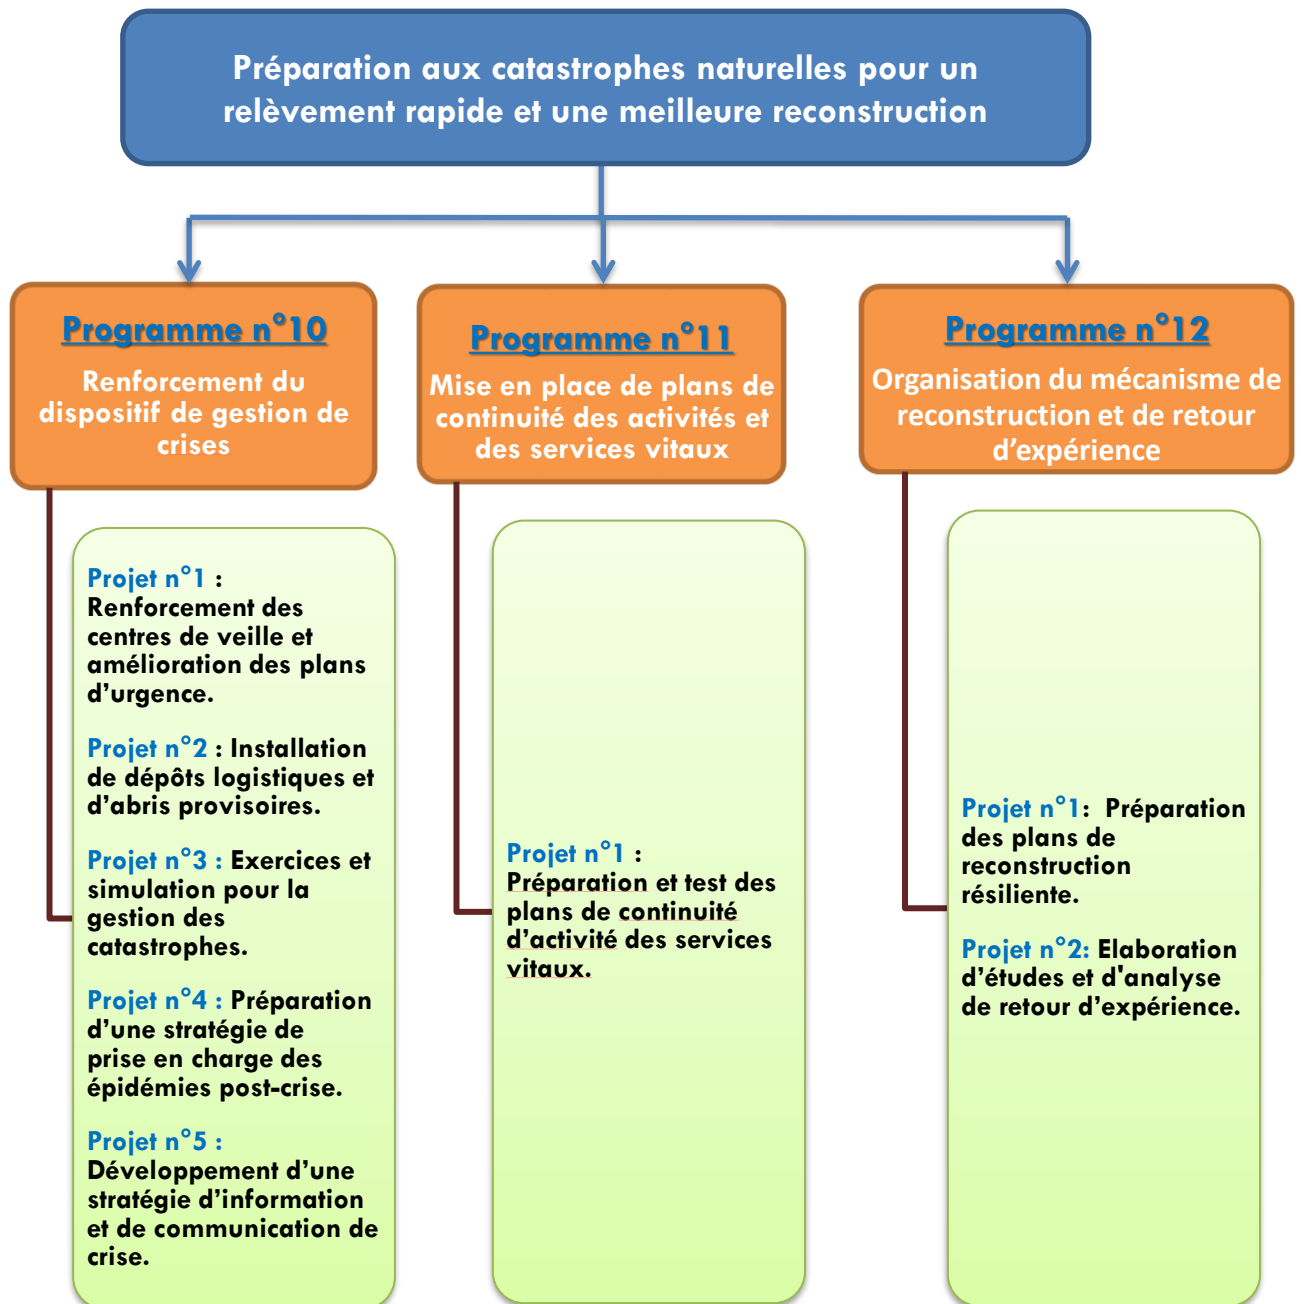 Préparation aux catastrophes naturelles pour un
relèvement rapide et une meilleure reconstruction
Programme n°10
Renforcement du
dispositif de gestion de
crises
Programme n°11
Mise en place de plans de
continuité des activités et
des services vitaux
Programme n°12
Organisation du mécanisme de
reconstruction et de retour
d’expérience
Projet n°1 :
Renforcement des
centres de veille et
amélioration des plans
d’urgence.
Projet n°2 : Installation
de dépôts logistiques et
d’abris provisoires.
Projet n°3 : Exercices et
simulation pour la
gestion des
catastrophes.
Projet n°4 : Préparation
d’une stratégie de
prise en charge des
épidémies post-crise.
Projet n°5 :
Développement d’une
stratégie d’information
et de communication de
crise.
Projet n°1 :
Préparation et test des
plans de continuité
d’activité des services
vitaux.
Projet n°1: Préparation
des plans de
reconstruction
résiliente.
Projet n°2: Elaboration
d’études et d'analyse
de retour d’expérience.